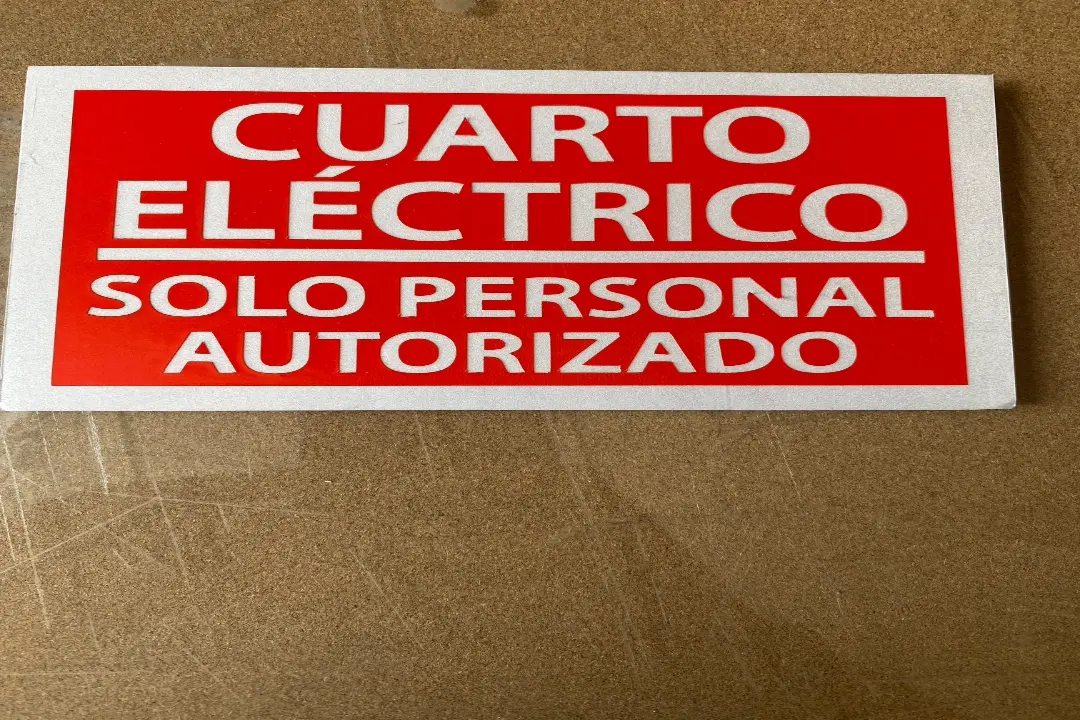 CUARTO
ELÉCTRICO
SOLO PERSONAL
AUTORIZADO